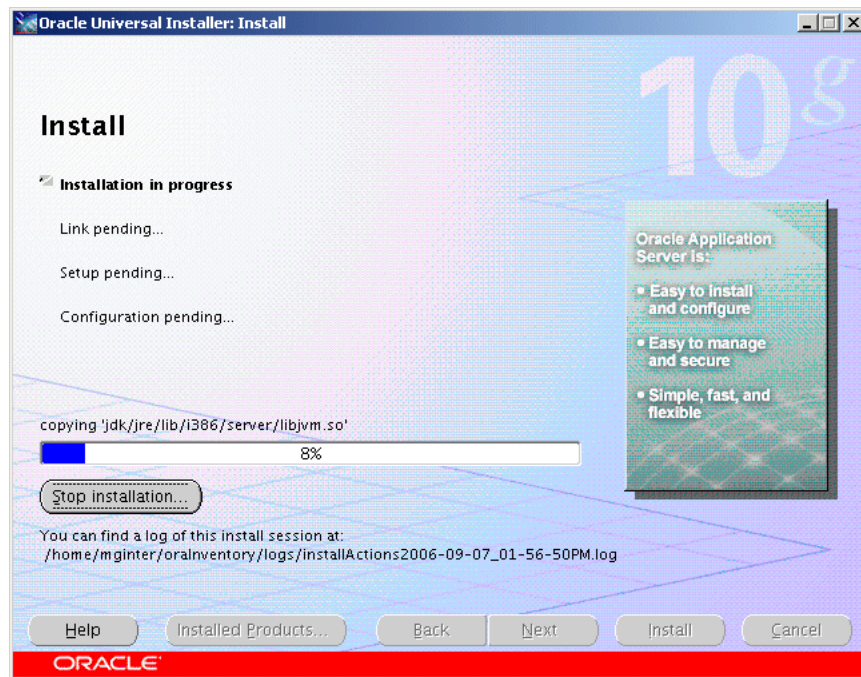 Oracle Universal Installer: Install
10g
Install
Installation in progress
Link pending...
Setup pending...
Configuration pending...
Oracle Application
Server is:
• Easy to install
and configure
• Easy to manage
and secure
• Simple, fast, and
flexible
copying 'jdk/jre/lib/i386/server/libjvm.so'
8%
Stop installation...
You can find a log of this install session at:
/home/mginter/oraInventory/logs/installActions2006-09-07_01-56-50PM.log
Help Installed Products... Back Next Install Cancel
ORACLE